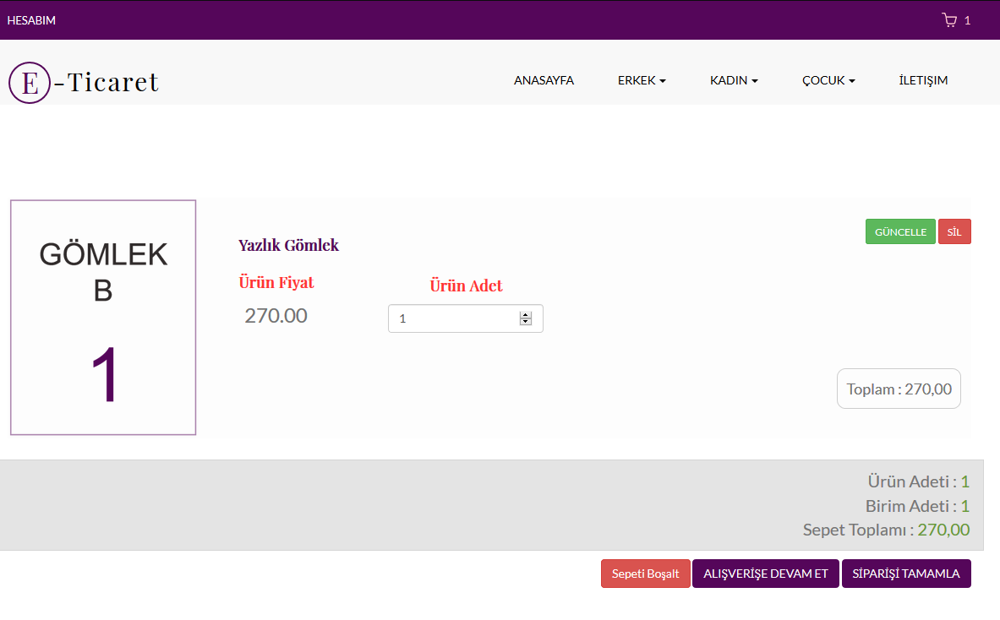 HESABIM
1
E-Ticaret
ANASAYFA
ERKEK
KADIN
ÇOCUK
İLETIŞIM
GÖMLEK
B
1
GÜNCELLE
SİL
Yazlık Gömlek
Ürün Fiyat
Ürün Adet
270.00
1
Toplam : 270,00
Ürün Adeti : 1
Birim Adeti : 1
Sepet Toplamı : 270,00
Sepeti Boşalt
ALIŞVERİŞE DEVAM ET
SİPARİŞİ TAMAMLA